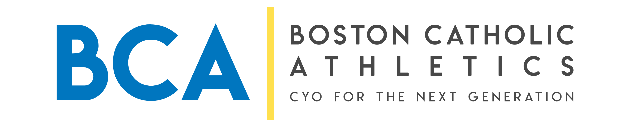 BCA
BOSTON CATHOLIC
ATHLETICS
CYO FOR THE NEXT GENERATION